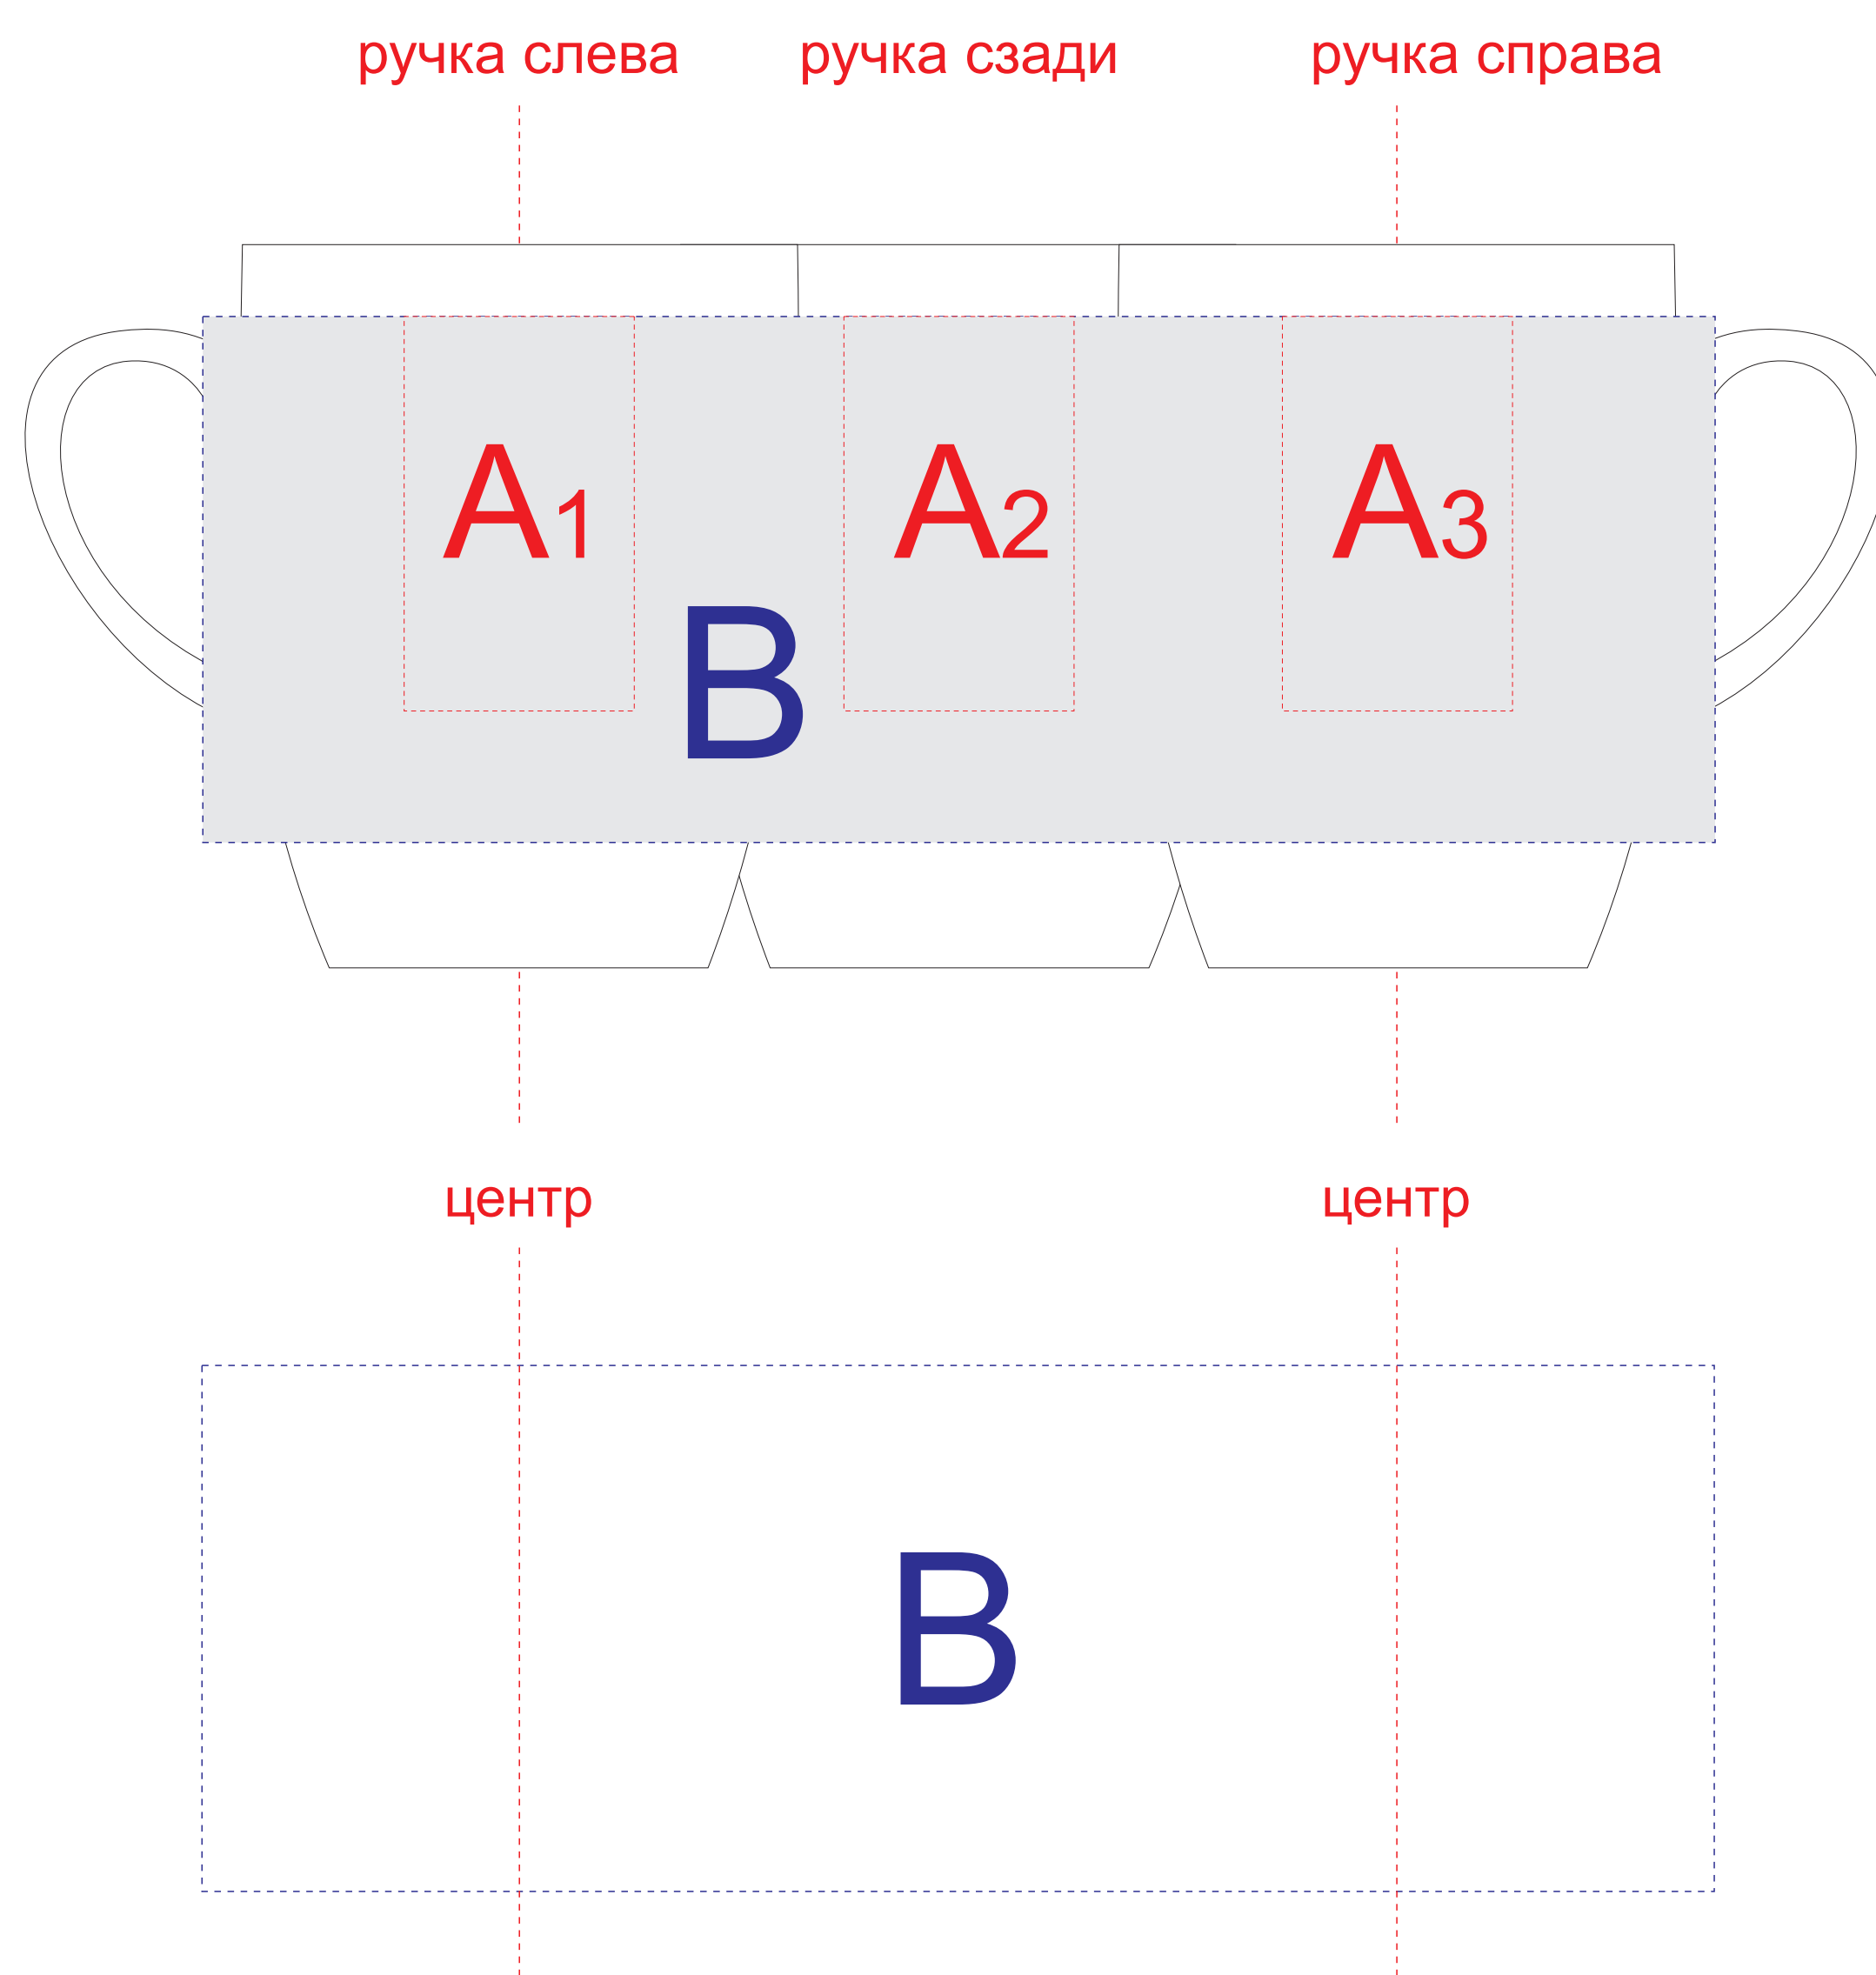 ручка слева ручка сзади ручка справа
A1 A2 A3
B
центр центр
B